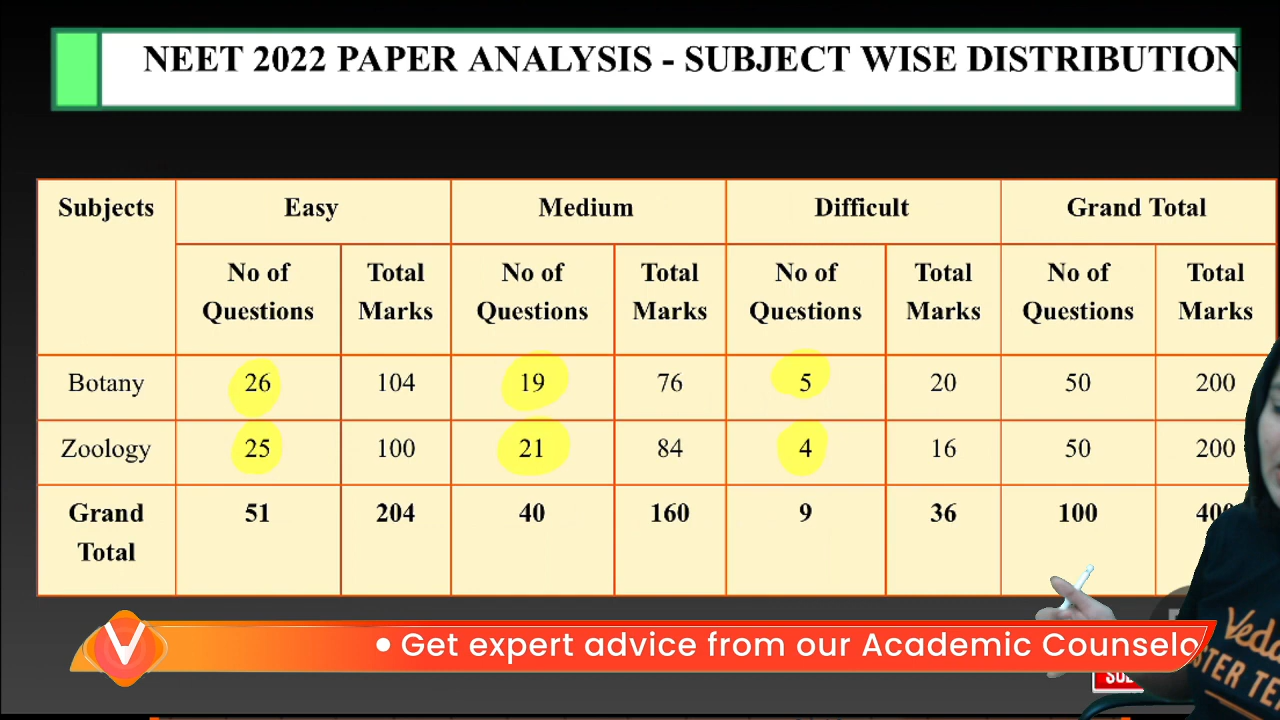 NEET 2022 PAPER ANALYSIS - SUBJECT WISE DISTRIBUTION
Subjects Easy Medium Difficult Grand Total
No of Questions Total Marks No of Questions Total Marks No of Questions Total Marks No of Questions Total Marks
Botany 26 104 19 76 5 20 50 200
Zoology 25 100 21 84 4 16 50 200
Grand Total 51 204 40 160 9 36 100
• Get expert advice from our Academic